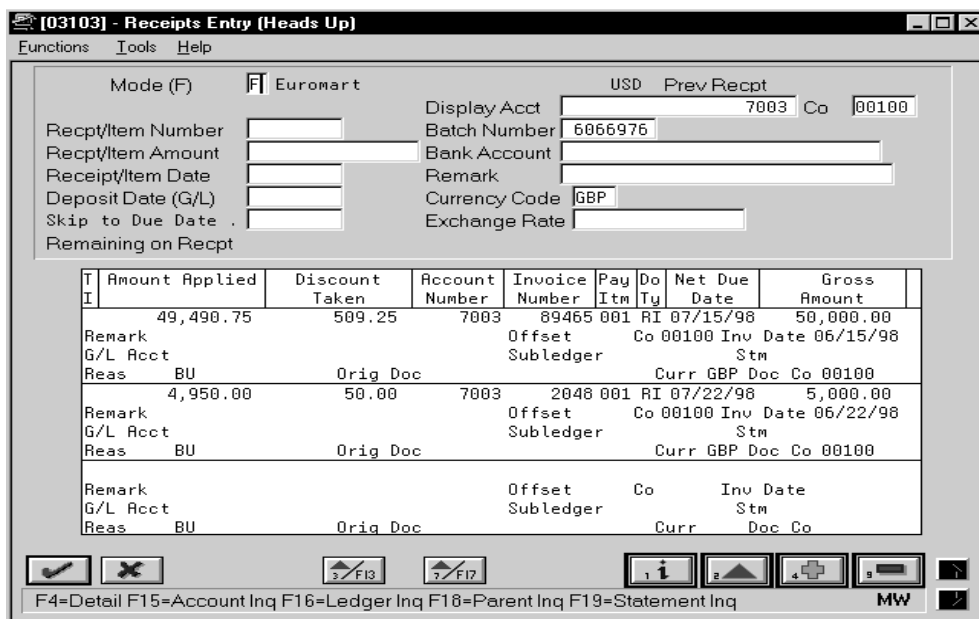 [03103] - Receipts Entry (Heads Up)
Functions Tools Help
Mode (F) F Euromart USD Prev Recpt
Display Acct 7003 Co 00100
Recpt/Item Number Batch Number 6066976
Recpt/Item Amount Bank Account
Receipt/Item Date Remark
Deposit Date (G/L) Currency Code GBP
Skip to Due Date . Exchange Rate
Remaining on Recpt
T Amount Applied Discount Account Invoice Pay Do Net Due Gross
I Taken Number Number Itm Ty Date Amount
49,490.75 509.25 7003 89465 001 RI 07/15/98 50,000.00
Remark Offset Co 00100 Inv Date 06/15/98
G/L Acct Subledger Stm
Reas BU Orig Doc Curr GBP Doc Co 00100
4,950.00 50.00 7003 2048 001 RI 07/22/98 5,000.00
Remark Offset Co 00100 Inv Date 06/22/98
G/L Acct Subledger Stm
Reas BU Orig Doc Curr GBP Doc Co 00100
Remark Offset Co Inv Date
G/L Acct Subledger Stm
Reas BU Orig Doc Curr Doc Co
3/F13 7/F17 1 i 2 4 9
F4=Detail F15=Account Inq F16=Ledger Inq F18=Parent Inq F19=Statement Inq MW